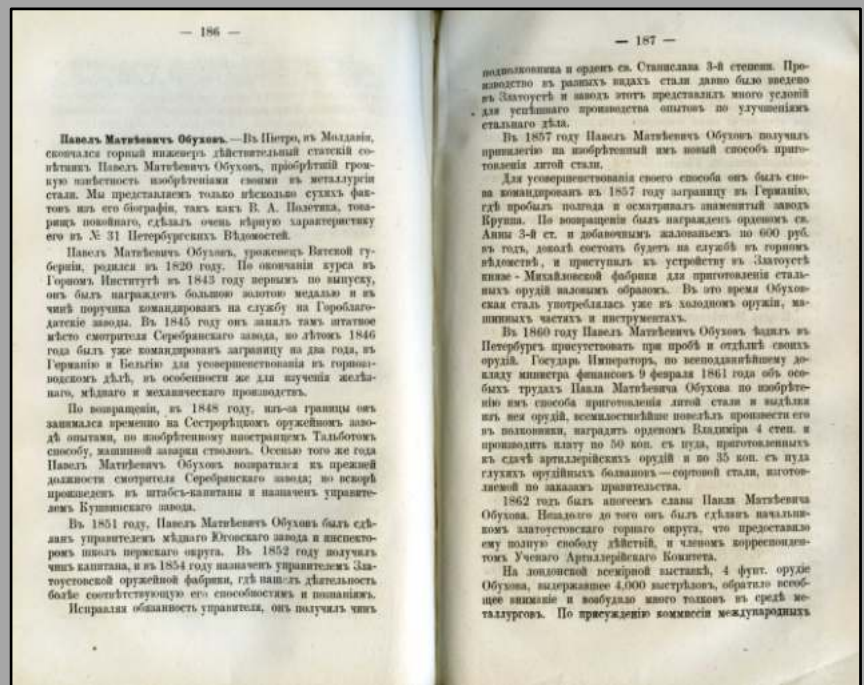 — 186 —
Павелъ Матвѣевичъ Обуховъ.—Въ Піетро, въ Молдавіи,
скончался горный инженеръ дѣйствительный статскій со-
вѣтникъ Павелъ Матвѣевичъ Обуховъ, пріобрѣтшій гром-
кую извѣстность изобрѣтеніями своими въ металлургіи
стали. Мы представляемъ только нѣсколько сухихъ фак-
товъ изъ его біографіи, такъ какъ В. А. Полетика, това-
рищъ покойнаго, сдѣлалъ очень вѣрную характеристику
его въ № 31 Петербургскихъ Вѣдомостей.
Павелъ Матвѣевичъ Обуховъ, уроженецъ Вятской гу-
берніи, родился въ 1820 году. По окончаніи курса въ
Горномъ Институтѣ въ 1843 году первымъ по выпуску,
онъ былъ награжденъ большою золотою медалью и въ
чинѣ поручика командированъ на службу на Гороблаго-
датскіе заводы. Въ 1845 году онъ занялъ тамъ штатное
мѣсто смотрителя Серебрянскаго завода, но лѣтомъ 1846
года былъ уже командированъ заграницу на два года, въ
Германію и Бельгію для усовершенствованія въ горноза-
водскомъ дѣлѣ, въ особенности же для изученія желѣз-
наго, мѣднаго и механическаго производствъ.
По возвращеніи, въ 1848 году, изъ-за границы онъ
занимался временно на Сестрорѣцкомъ оружейномъ заво-
дѣ опытами, по изобрѣтенному иностранцемъ Тальботомъ
способу, машинной заварки стволовъ. Осенью того же года
Павелъ Матвѣевичъ Обуховъ возвратился къ прежней
должности смотрителя Серебрянскаго завода; но вскорѣ
произведенъ въ штабсъ-капитаны и назначенъ управите-
лемъ Кушвинскаго завода.
Въ 1851 году, Павелъ Матвѣевичъ Обуховъ былъ сдѣ-
ланъ управителемъ мѣднаго Юговскаго завода и инспекто-
ромъ школъ пермскаго округа. Въ 1852 году получилъ
чинъ капитана, и въ 1854 году назначенъ управителемъ Зла-
тоустовской оружейной фабрики, гдѣ нашелъ дѣятельность
болѣе соотвѣтствующую его способностямъ и познаніямъ.
Исправляя обязанность управителя, онъ получилъ чинъ
— 187 —
подполковника и орденъ св. Станислава 3-й степени. Про-
изводство въ разныхъ видахъ стали давно было введено
въ Златоустѣ и заводъ этотъ представлялъ много условій
для успѣшнаго производства опытовъ по улучшеніямъ
стальнаго дѣла.
Въ 1857 году Павелъ Матвѣевичъ Обуховъ получилъ
привилегію на изобрѣтенный имъ новый способъ приго-
товленія литой стали.
Для усовершенствованія своего способа онъ былъ сно-
ва командированъ въ 1857 году заграницу въ Германію,
гдѣ пробылъ полгода и осматривалъ знаменитый заводъ
Круппа. По возвращеніи былъ награжденъ орденомъ св.
Анны 3-й ст. и добавочнымъ жалованьемъ по 600 руб.
въ годъ, доколѣ состоять будетъ на службѣ въ горномъ
вѣдомствѣ, и приступилъ къ устройству въ Златоустѣ
князе-Михайловской фабрики для приготовленія сталь-
ныхъ орудій валовымъ образомъ. Въ это время Обухов-
ская сталь употреблялась уже въ холодномъ оружіи, ма-
шинныхъ частяхъ и инструментахъ.
Въ 1860 году Павелъ Матвѣевичъ Обуховъ ѣздилъ въ
Петербургъ присутствовать при пробѣ и отдѣлкѣ своихъ
орудій. Государь Императоръ, по всеподданнѣйшему до-
кладу министра финансовъ 9 февраля 1861 года объ осо-
быхъ трудахъ Павла Матвѣевича Обухова по изобрѣте-
нію имъ способа приготовленія литой стали и выдѣлки
изъ нея орудій, всемилостивѣйше повелѣлъ произвести его
въ полковники, наградить орденомъ Владиміра 4 степ. и
производить плату по 50 коп. съ пуда, приготовленныхъ
къ сдачѣ артиллерійскихъ орудій и по 35 коп. съ пуда
глухихъ орудійныхъ болвановъ—сортовой стали, изготов-
ляемой по заказамъ правительства.
1862 годъ былъ апогеемъ славы Павла Матвѣевича
Обухова. Незадолго до того онъ былъ сдѣланъ начальни-
комъ златоустовскаго горнаго округа, что предоставило
ему полную свободу дѣйствій, и членомъ корреспонден-
томъ Ученаго Артиллерійскаго Комитета.
На лондонской всемірной выставкѣ, 4 фунт. орудіе
Обухова, выдержавшее 4,000 выстрѣловъ, обратило всеоб-
щее вниманіе и возбудило много толковъ въ средѣ ме-
таллурговъ. По присужденію коммиссіи международныхъ